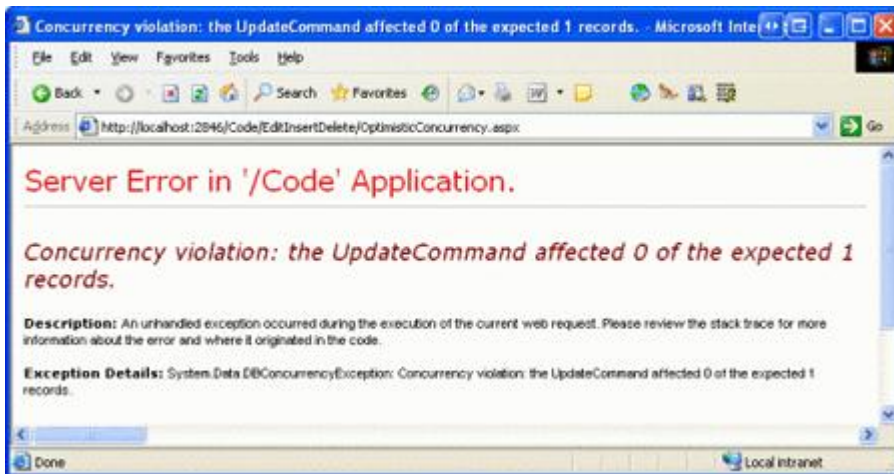 Concurrency violation: the UpdateCommand affected 0 of the expected 1 records. - Microsoft Inte
File Edit View Favorites Tools Help
Back Search Favorites
Address http://localhost:2846/Code/EditInsertDelete/OptimisticConcurrency.aspx Go
Server Error in '/Code' Application.
Concurrency violation: the UpdateCommand affected 0 of the expected 1
records.
Description: An unhandled exception occurred during the execution of the current web request. Please review the stack trace for more
information about the error and where it originated in the code.
Exception Details: System.Data.DBConcurrencyException: Concurrency violation: the UpdateCommand affected 0 of the expected 1
records.
Done Local intranet